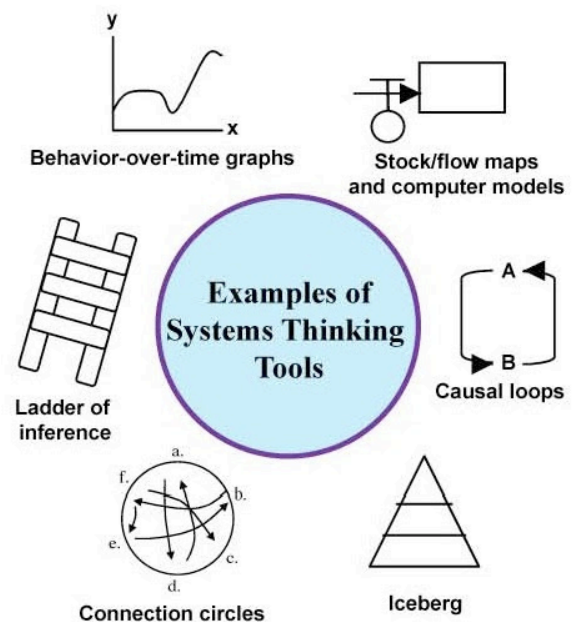 y
x
Behavior-over-time graphs
Stock/flow maps
and computer models
Examples of
Systems Thinking
Tools
Ladder of
inference
A
B
Causal loops
a.
b.
c.
d.
e.
f.
Connection circles
Iceberg